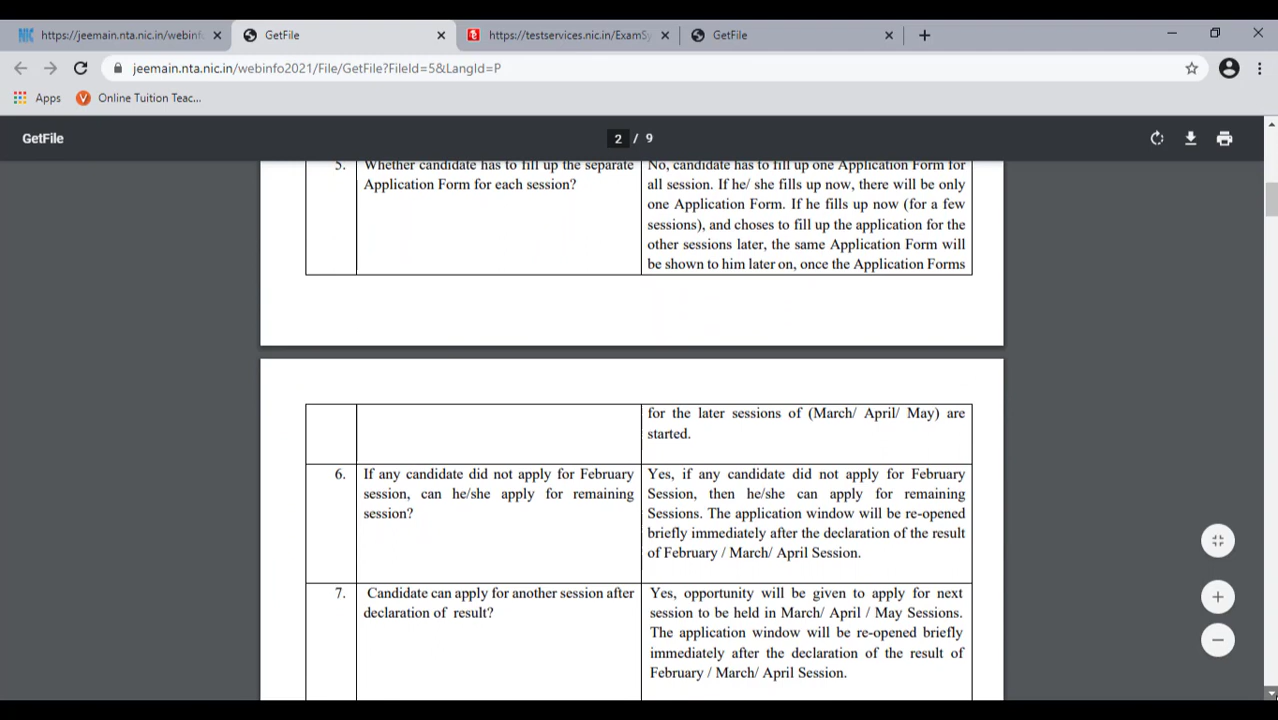 https://jeemain.nta.nic.in/webinf
GetFile
https://testservices.nic.in/ExamSy
GetFile
jeemain.nta.nic.in/webinfo2021/File/GetFile?FileId=5&LangId=P
Apps
Online Tuition Teac...
GetFile
2 / 9
5.
Whether candidate has to fill up the separate
Application Form for each session?
No, candidate has to fill up one Application Form for
all session. If he/ she fills up now, there will be only
one Application Form. If he fills up now (for a few
sessions), and choses to fill up the application for the
other sessions later, the same Application Form will
be shown to him later on, once the Application Forms
for the later sessions of (March/ April/ May) are
started.
6.
If any candidate did not apply for February
session, can he/she apply for remaining
session?
Yes, if any candidate did not apply for February
Session, then he/she can apply for remaining
Sessions. The application window will be re-opened
briefly immediately after the declaration of the result
of February / March/ April Session.
7.
Candidate can apply for another session after
declaration of result?
Yes, opportunity will be given to apply for next
session to be held in March/ April / May Sessions.
The application window will be re-opened briefly
immediately after the declaration of the result of
February / March/ April Session.